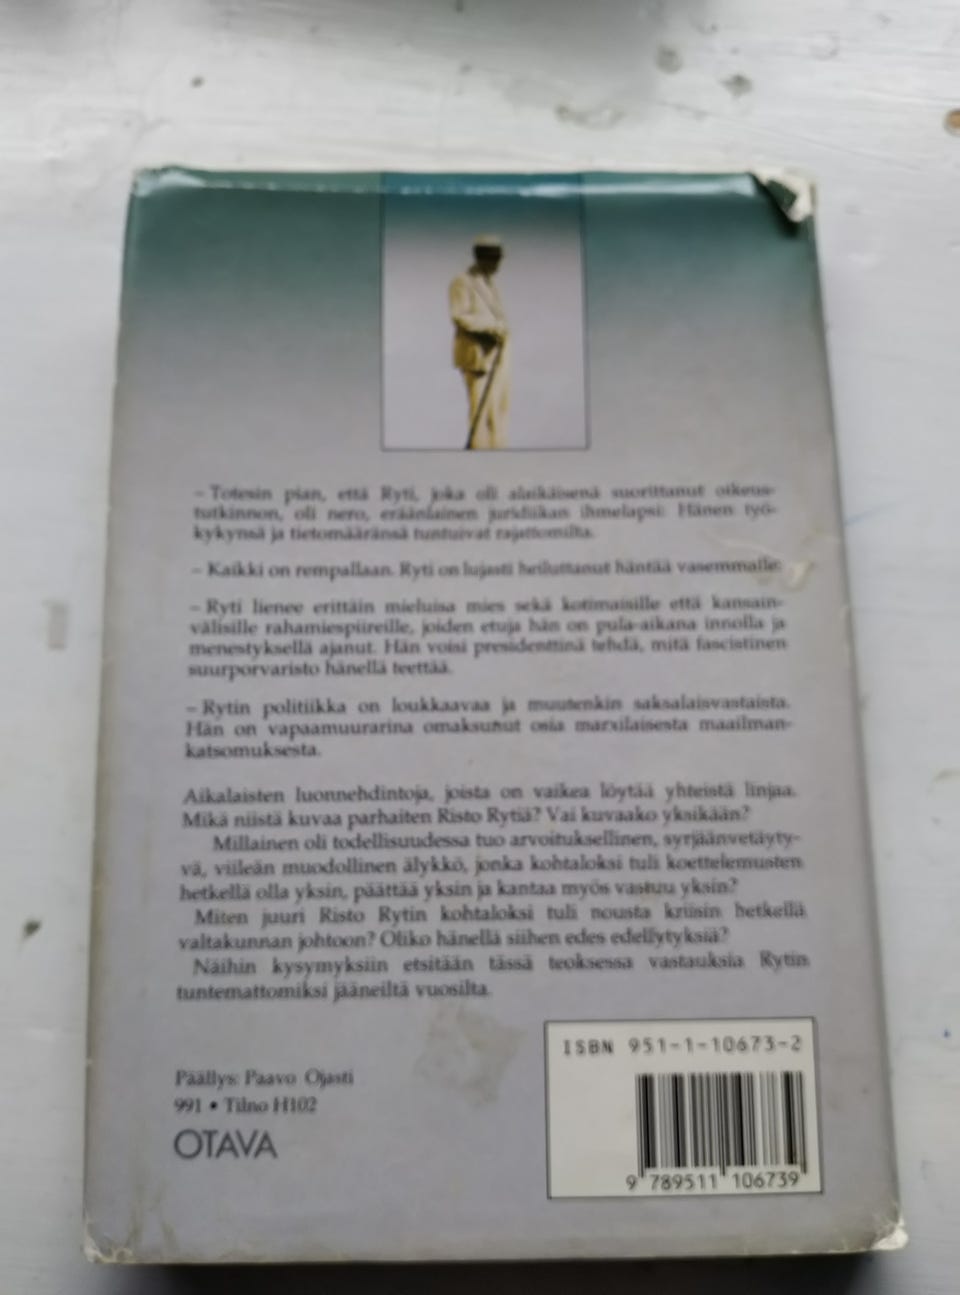 – Totesin pian, että Ryti, joka oli alaikäisenä suorittanut oikeus-
tutkinnon, oli nero, eräänlainen juridiikan ihmelapsi: Hänen työ-
kykynsä ja tietomääränsä tuntuivat rajattomilta.
– Kaikki on rempallaan. Ryti on lujasti heiluttanut häntää vasemmalle.
– Ryti lienee erittäin mieluisa mies sekä kotimaisille että kansain-
välisille rahamiespiireille, joiden etuja hän on pula-aikana innolla ja
menestyksellä ajanut. Hän voisi presidenttinä tehdä, mitä fascistinen
suurporvaristo hänellä teettää.
– Rytin politiikka on loukkaavaa ja muutenkin saksalaisvastaista.
Hän on vapaamuurarina omaksunut osia marxilaisesta maailman-
katsomuksesta.
Aikalaisten luonnehdintoja, joista on vaikea löytää yhteistä linjaa.
Mikä niistä kuvaa parhaiten Risto Rytiä? Vai kuvaako yksikään?
Millainen oli todellisuudessa tuo arvoituksellinen, syrjäänvetäyty-
vä, viileän muodollinen älykkö, jonka kohtaloksi tuli koettelemusten
hetkellä olla yksin, päättää yksin ja kantaa myös vastuu yksin?
Miten juuri Risto Rytin kohtaloksi tuli nousta kriisin hetkellä
valtakunnan johtoon? Oliko hänellä siihen edes edellytyksiä?
Näihin kysymyksiin etsitään tässä teoksessa vastauksia Rytin
tuntemattomiksi jääneiltä vuosilta.
ISBN 951-1-10673-2
Päällys: Paavo Ojasti
991 • Tilno H102
OTAVA
9 789511 106739